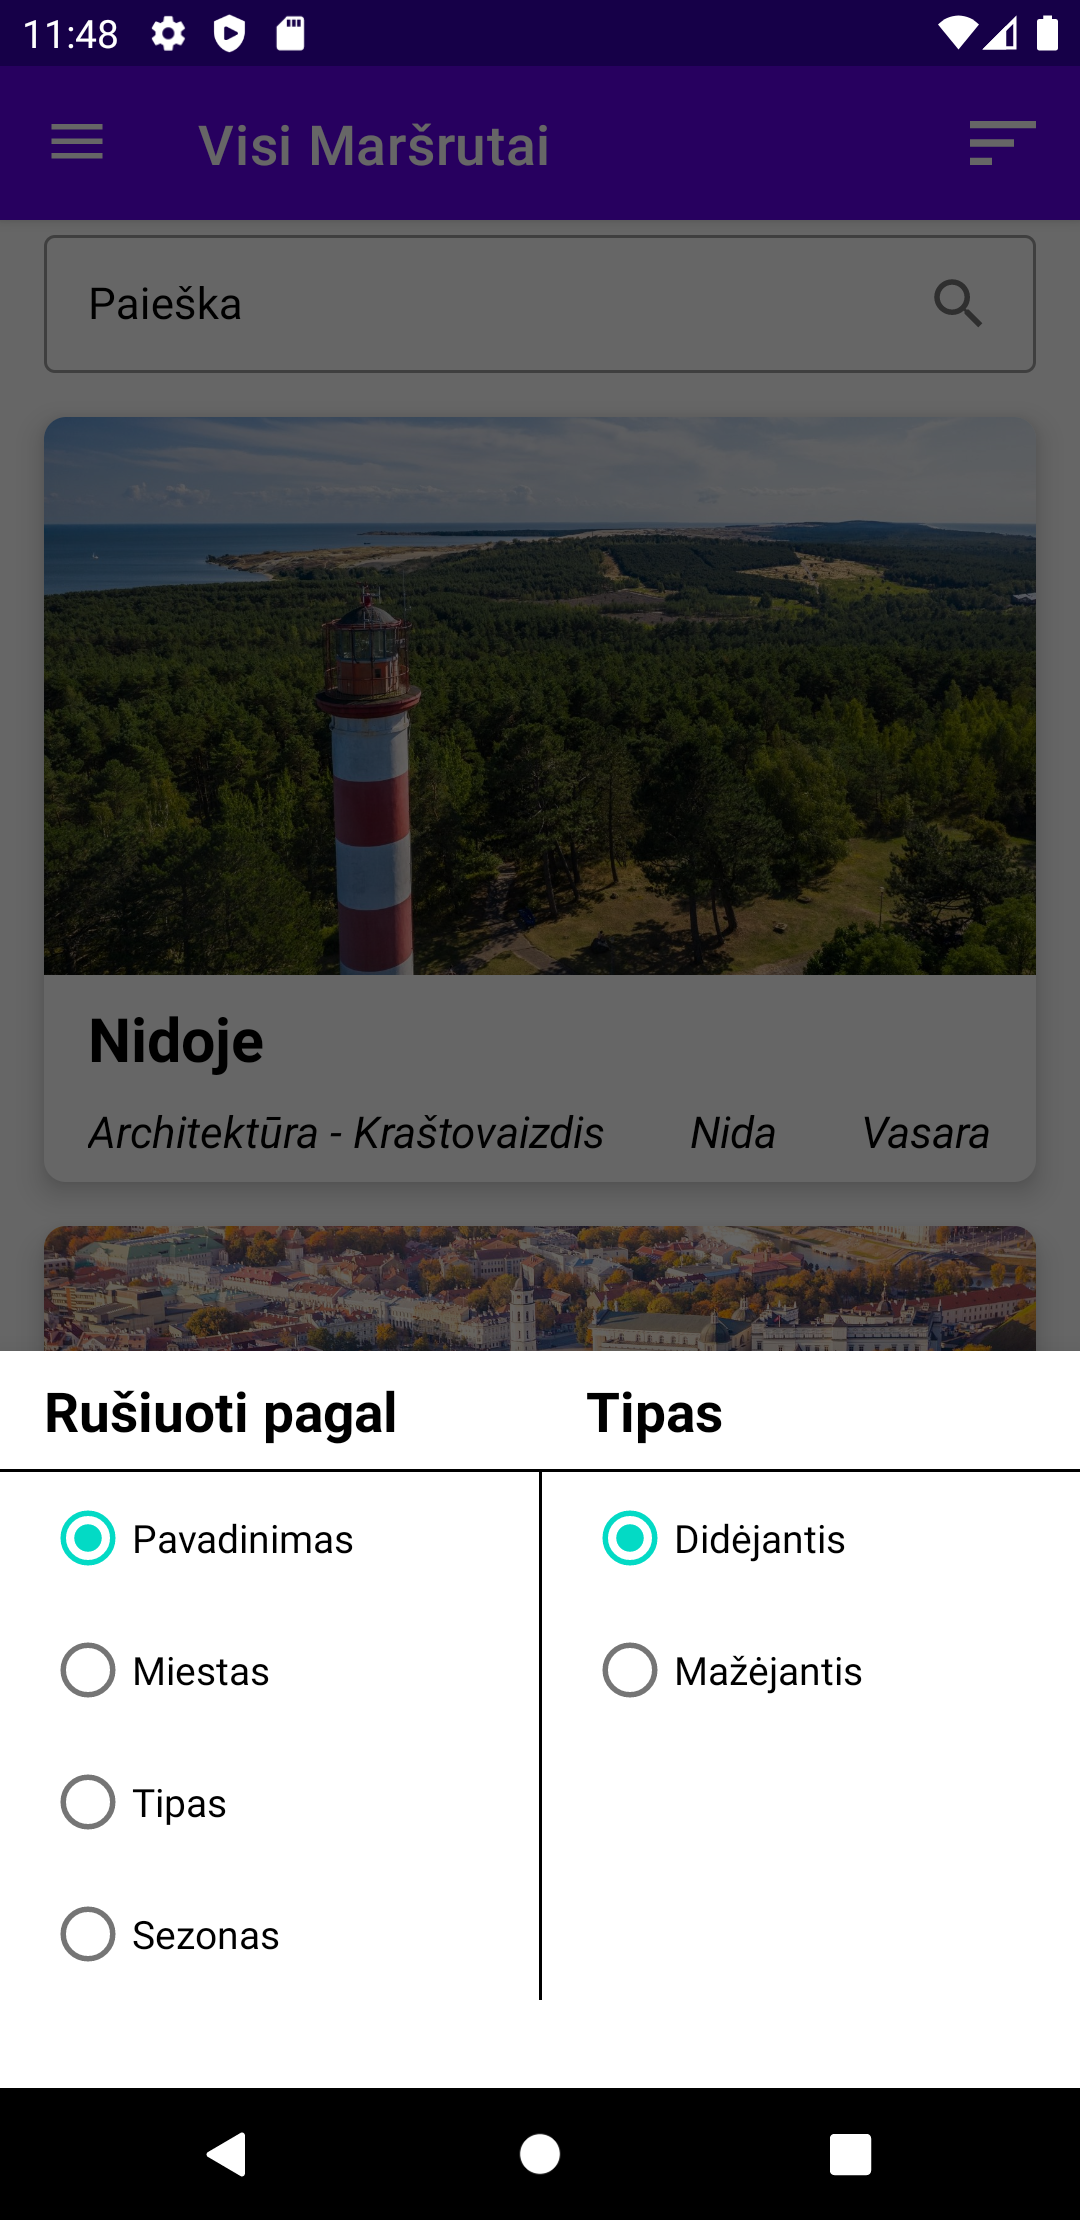 11:48
Visi Maršrutai
Paieška
Nidoje
Architektūra - Kraštovaizdis Nida Vasara
Rušiuoti pagal Tipas
Pavadinimas Didėjantis
Miestas Mažėjantis
Tipas
Sezonas